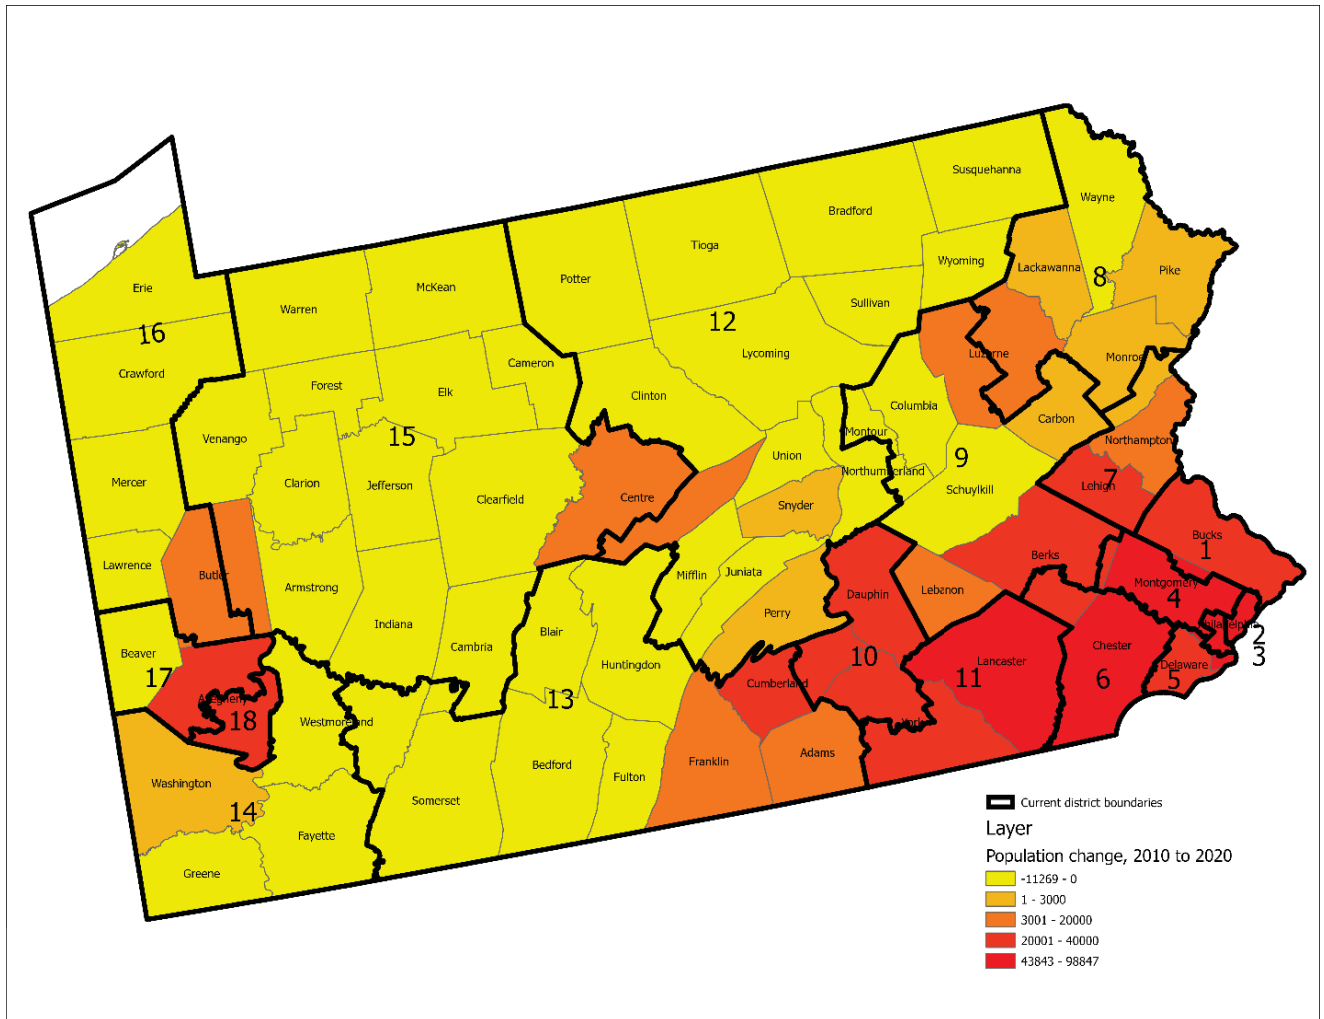 Susquehanna
Wayne
Bradford
Tioga
Wyoming
Lackawanna
Pike
8
Potter
McKean
Erie
Sullivan
Warren
16
12
Lycoming
Luzerne
Monroe
Cameron
Crawford
Forest
Elk
Clinton
Columbia
Carbon
Venango
15
Montour
Northampton
Union
9
Mercer
Clarion
Jefferson
Northumberland
Clearfield
Centre
7
Lehigh
Schuylkill
Snyder
Bucks
1
Lawrence
Butler
Mifflin
Juniata
Berks
Montgomery
Armstrong
Dauphin
Lebanon
4
Perry
Philadelphia
Indiana
2
Blair
Cambria
Chester
3
Beaver
Huntingdon
10
Lancaster
Delaware
17
Cumberland
11
6
5
Allegheny
13
18
Westmoreland
York
Bedford
Franklin
Adams
Washington
Fulton
Somerset
14
Fayette
Greene
Current district boundaries
Layer
Population change, 2010 to 2020
-11269 - 0
1 - 3000
3001 - 20000
20001 - 40000
43843 - 98847